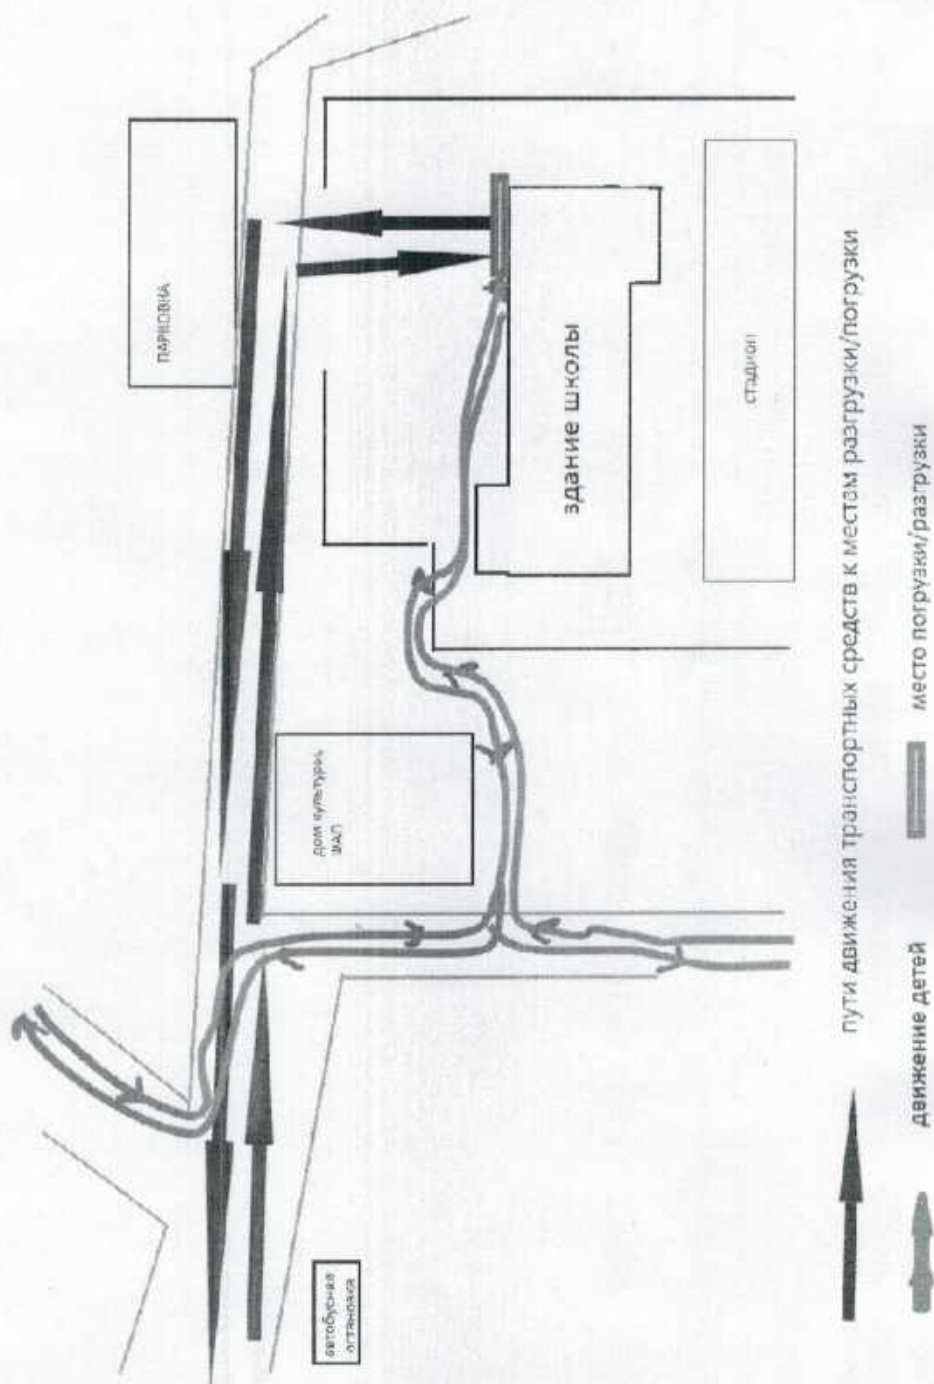 ПАРКОВКА
дом культуры
автобусная
остановка
здание школы
стадион
пути движения транспортных средств к местам разгрузки/погрузки
движение детей
место погрузки/разгрузки